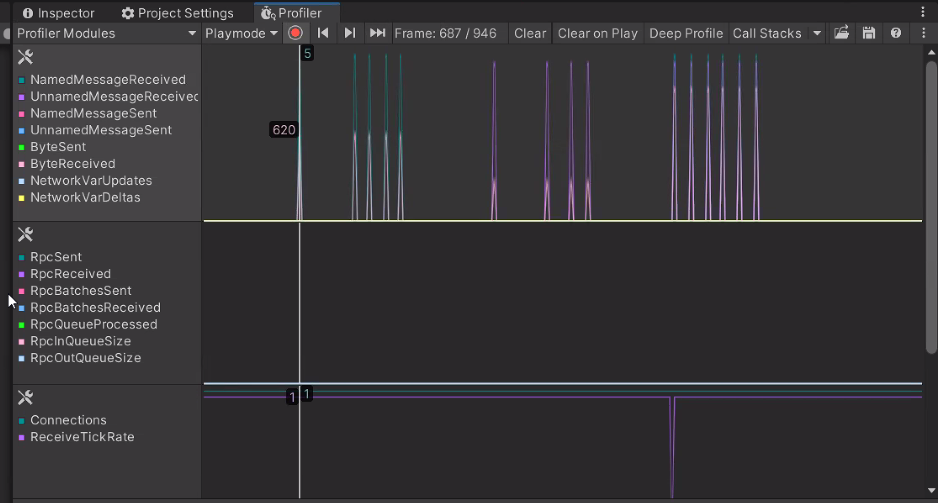 Inspector Project Settings Profiler
Profiler Modules Playmode Frame: 687 / 946 Clear Clear on Play Deep Profile Call Stacks
5
NamedMessageReceived
UnnamedMessageReceived
NamedMessageSent
620
UnnamedMessageSent
ByteSent
ByteReceived
NetworkVarUpdates
NetworkVarDeltas
RpcSent
RpcReceived
RpcBatchesSent
RpcBatchesReceived
RpcQueueProcessed
RpcInQueueSize
RpcOutQueueSize
1 1
Connections
ReceiveTickRate